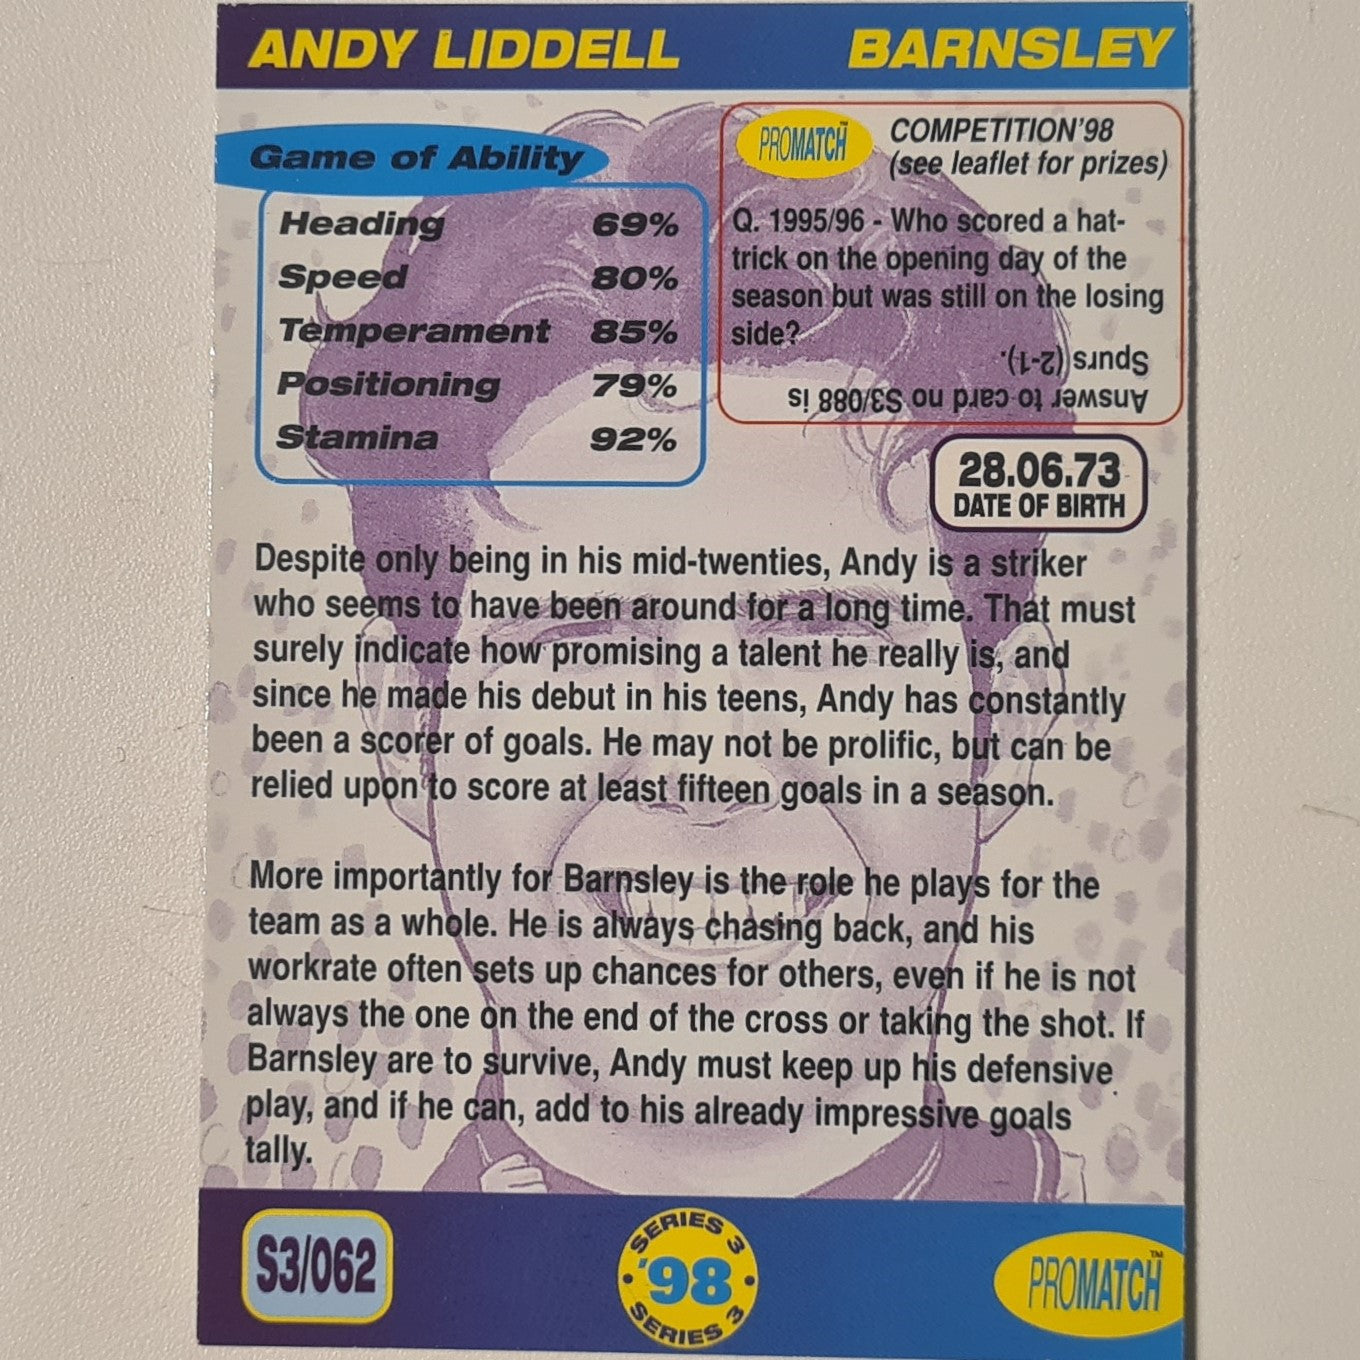 ANDY LIDDELL BARNSLEY
Game of Ability
Heading 69%
Speed 80%
Temperament 85%
Positioning 79%
Stamina 92%
PROMATCH™
COMPETITION'98
(see leaflet for prizes)
Q. 1995/96 - Who scored a hat-
trick on the opening day of the
season but was still on the losing
side?
Answer to card no S3/088 is
Spurs (2-1).
28.06.73
DATE OF BIRTH
Despite only being in his mid-twenties, Andy is a striker
who seems to have been around for a long time. That must
surely indicate how promising a talent he really is, and
since he made his debut in his teens, Andy has constantly
been a scorer of goals. He may not be prolific, but can be
relied upon to score at least fifteen goals in a season.
More importantly for Barnsley is the role he plays for the
team as a whole. He is always chasing back, and his
workrate often sets up chances for others, even if he is not
always the one on the end of the cross or taking the shot. If
Barnsley are to survive, Andy must keep up his defensive
play, and if he can, add to his already impressive goals
tally.
S3/062
SERIES 3
'98
SERIES 3
PROMATCH™